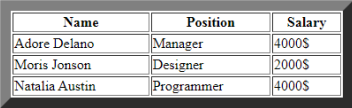 Name Position Salary
Adore Delano Manager 4000$
Moris Jonson Designer 2000$
Natalia Austin Programmer 4000$